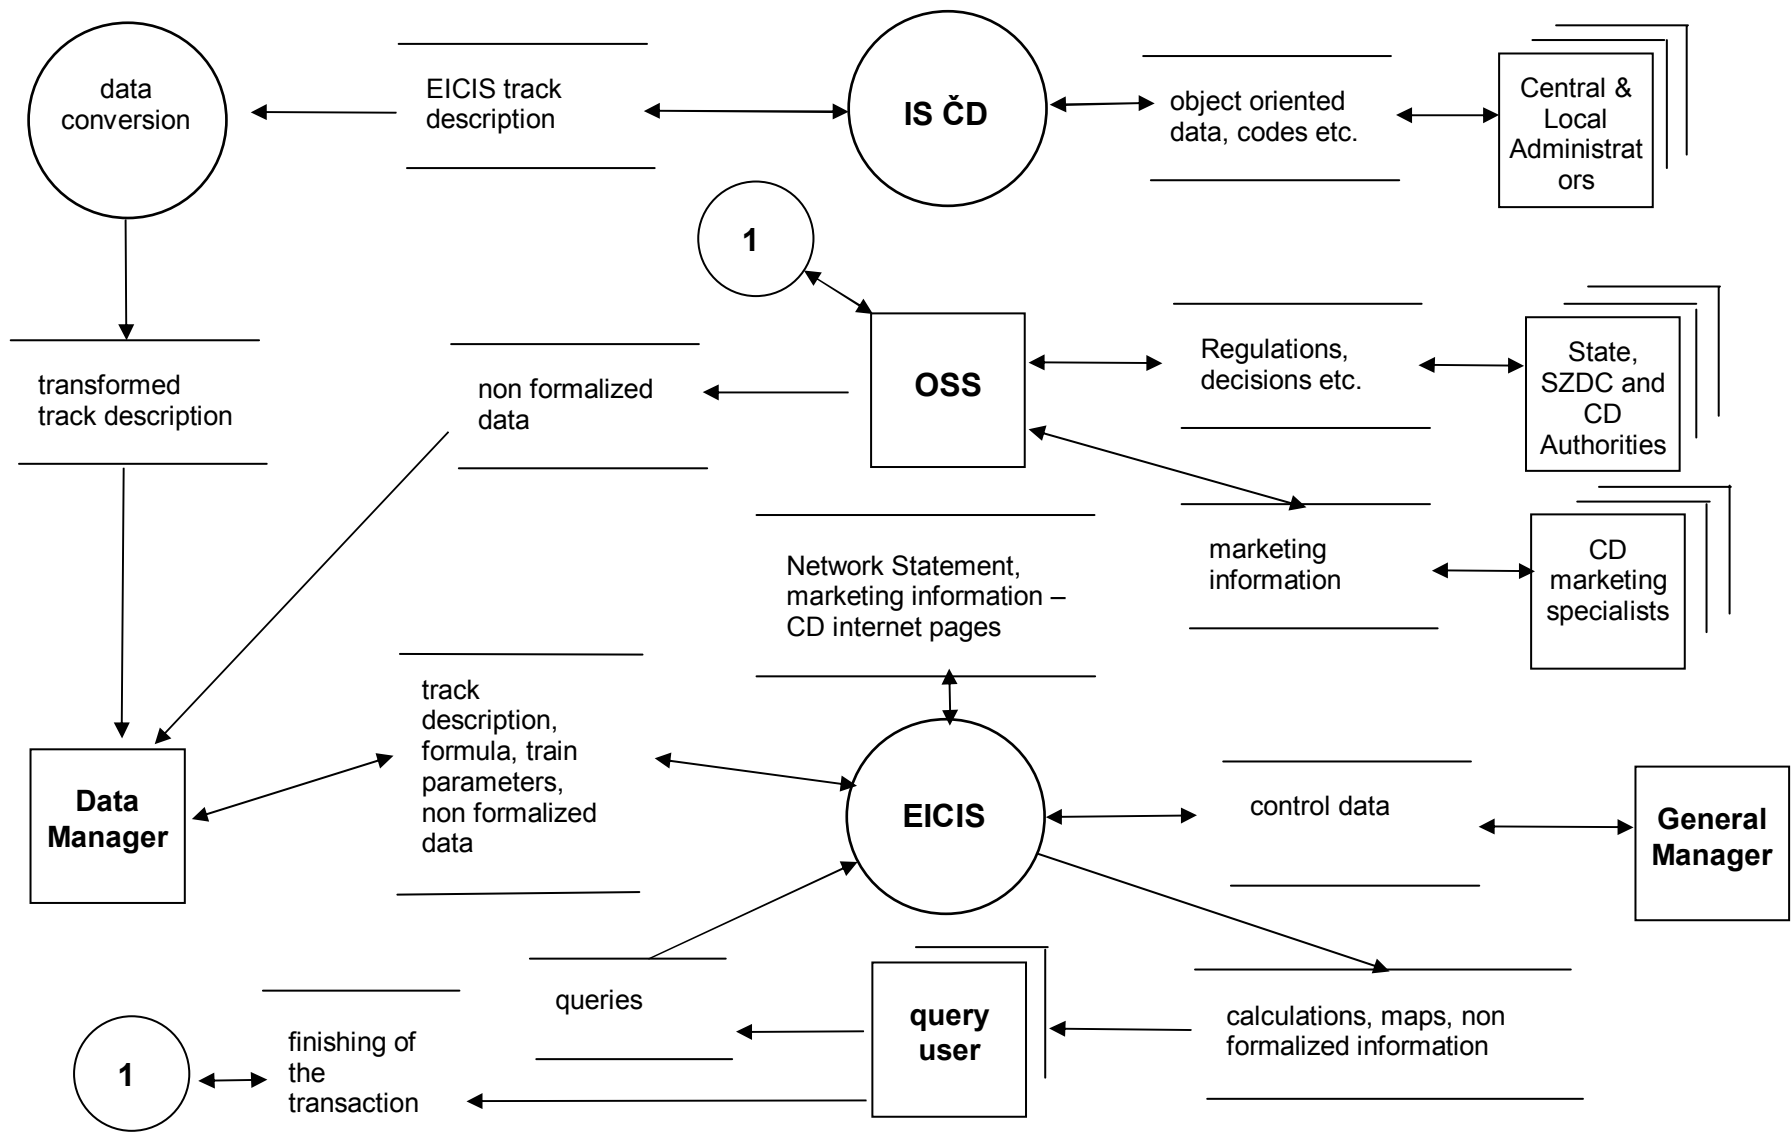 data
conversion
EICIS track
description
IS ČD
object oriented
data, codes etc.
Central &
Local
Administrat
ors
1
transformed
track description
non formalized
data
OSS
Regulations,
decisions etc.
State,
SZDC and
CD
Authorities
Network Statement,
marketing information –
CD internet pages
marketing
information
CD
marketing
specialists
track
description,
formula, train
parameters,
non formalized
data
Data
Manager
EICIS
control data
General
Manager
queries
query
user
calculations, maps, non
formalized information
1
finishing of
the
transaction